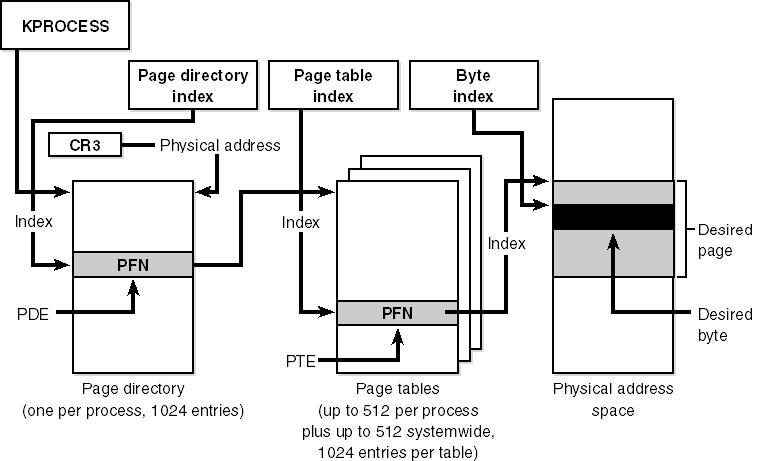 KPROCESS
Page directory
index
Page table
index
Byte
index
CR3
Physical address
Index
Index
Index
PFN
PFN
Desired
page
PDE
PTE
Desired
byte
Page directory
(one per process, 1024 entries)
Page tables
(up to 512 per process
plus up to 512 systemwide,
1024 entries per table)
Physical address
space